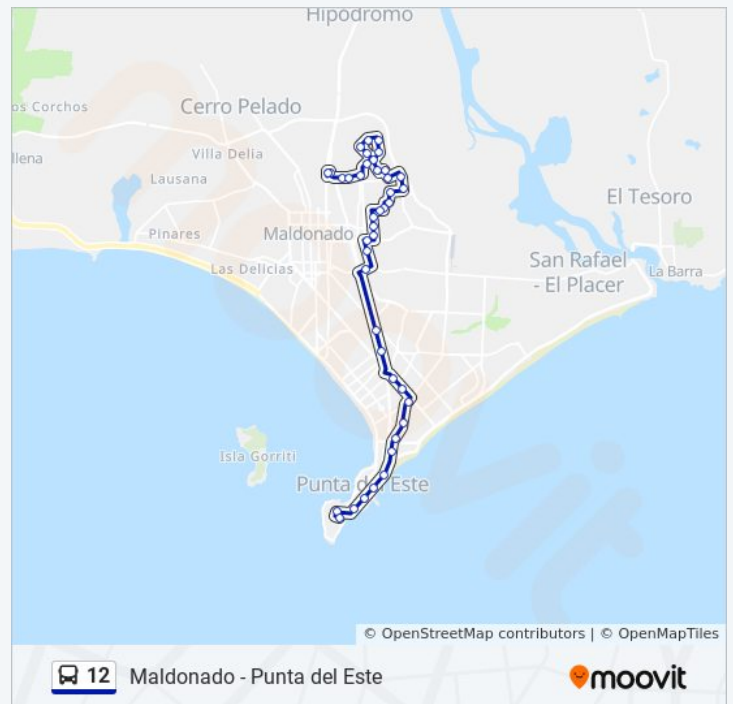 Hipodromo
os Corchos
Cerro Pelado
llena
Villa Delia
Lausana
El Tesoro
Pinares
Maldonado
Las Delicias
San Rafael
- El Placer
La Barra
Isla Gorriti
Punta del Este
© OpenStreetMap contributors | © OpenMapTiles
12 Maldonado - Punta del Este
moovit